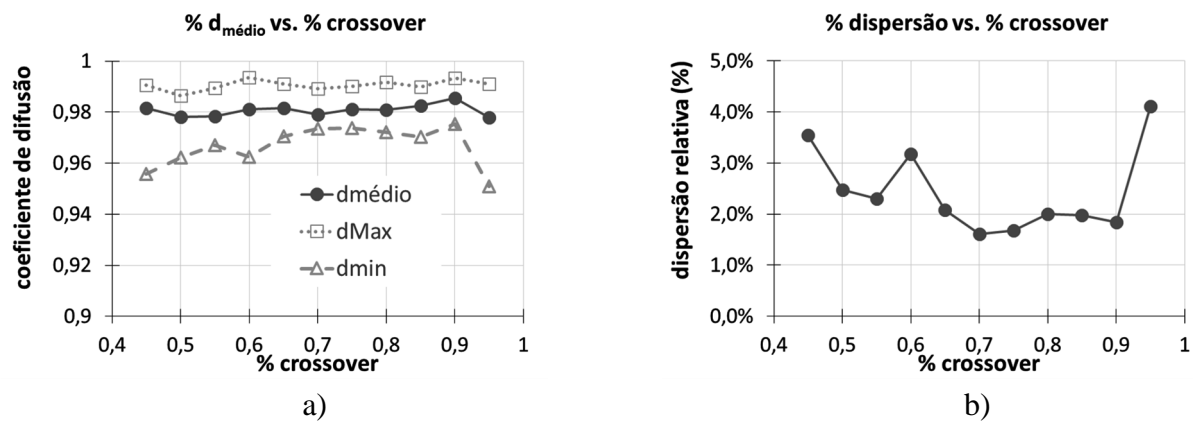 % dmédio vs. % crossover
coeficiente de difusão
1
0,98
0,96
0,94
0,92
0,9
dmédio
dMax
dmin
0,4 0,5 0,6 0,7 0,8 0,9 1
% crossover
a)
% dispersão vs. % crossover
dispersão relativa (%)
5,0%
4,0%
3,0%
2,0%
1,0%
0,0%
0,4 0,5 0,6 0,7 0,8 0,9 1
% crossover
b)